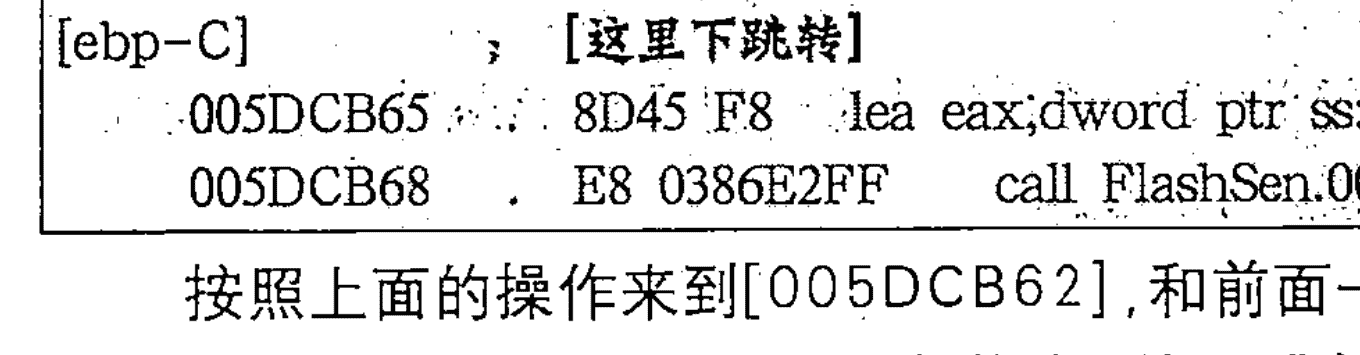 [ebp-C] ; [这里下跳转]
005DCB65 . 8D45 F8 lea eax;dword ptr ss:
005DCB68 . E8 0386E2FF call FlashSen.00
按照上面的操作来到[005DCB62],和前面一